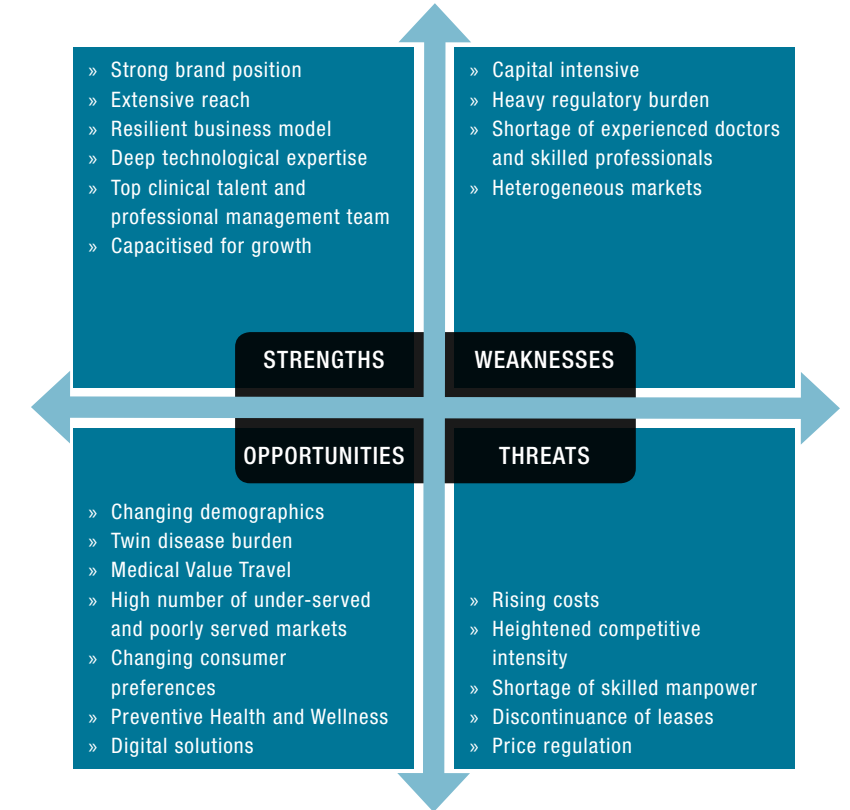 » Strong brand position
» Extensive reach
» Resilient business model
» Deep technological expertise
» Top clinical talent and
professional management team
» Capacitised for growth
STRENGTHS
» Capital intensive
» Heavy regulatory burden
» Shortage of experienced doctors
and skilled professionals
» Heterogeneous markets
WEAKNESSES
OPPORTUNITIES
» Changing demographics
» Twin disease burden
» Medical Value Travel
» High number of under-served
and poorly served markets
» Changing consumer
preferences
» Preventive Health and Wellness
» Digital solutions
THREATS
» Rising costs
» Heightened competitive
intensity
» Shortage of skilled manpower
» Discontinuance of leases
» Price regulation